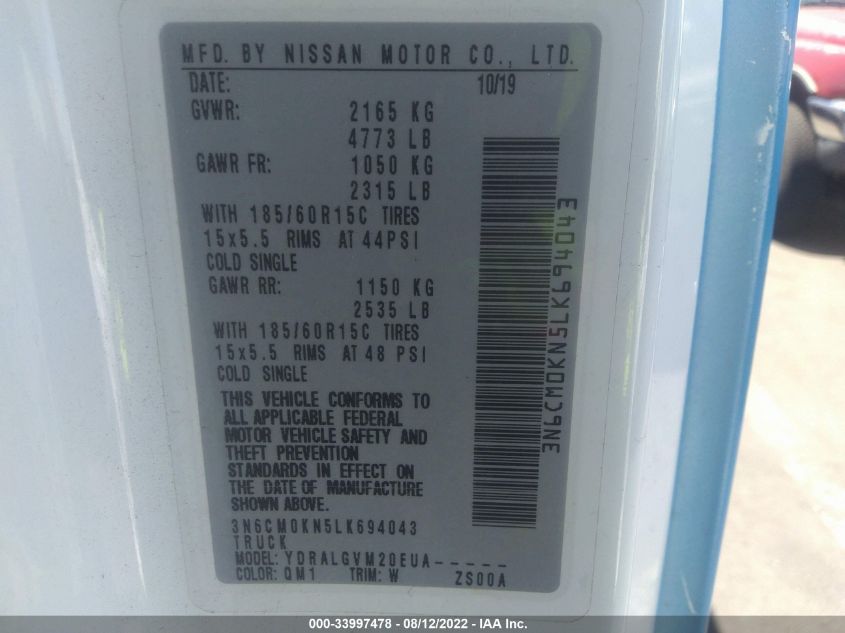 MFD. BY NISSAN MOTOR CO., LTD.
DATE: 10/19
GVWR: 2165 KG
4773 LB
GAWR FR: 1050 KG
2315 LB
WITH 185/60R15C TIRES
15x5.5 RIMS AT 44PSI
COLD SINGLE
GAWR RR: 1150 KG
2535 LB
WITH 185/60R15C TIRES
15x5.5 RIMS AT 48 PSI
COLD SINGLE
THIS VEHICLE CONFORMS TO
ALL APPLICABLE FEDERAL
MOTOR VEHICLE SAFETY AND
THEFT PREVENTION
STANDARDS IN EFFECT ON
THE DATE OF MANUFACTURE
SHOWN ABOVE.
3N6CM0KN5LK694043
TRUCK
MODEL: YDRALGVM20EUA-----
COLOR: QM1 TRIM: W ZS00A
3N6CM0KN5LK694043
000-33997478 - 08/12/2022 - IAA Inc.